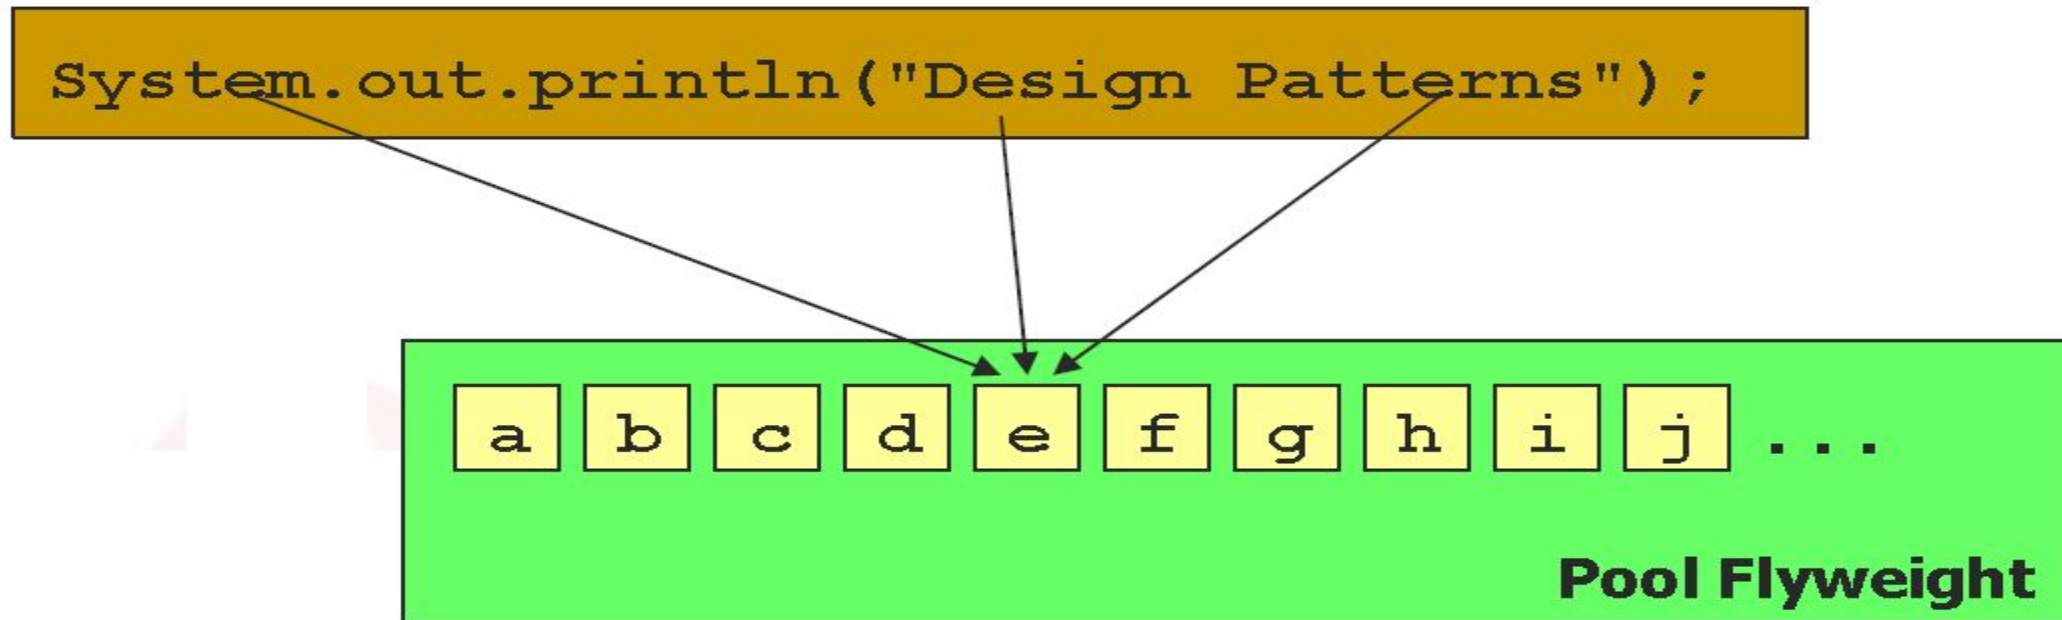 System.out.println("Design Patterns");
a b c d e f g h i j ...
Pool Flyweight